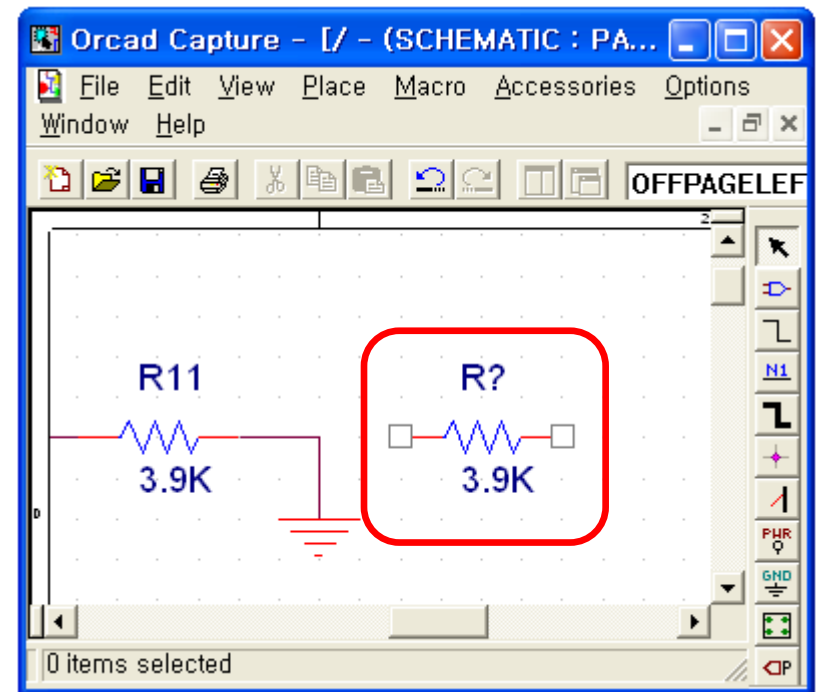 Orcad Capture - [/ - (SCHEMATIC : PA...
File Edit View Place Macro Accessories Options
Window Help
OFFPAGELEF
2
R11
R?
N1
3.9K
3.9K
D
PWR
GND
P
0 items selected